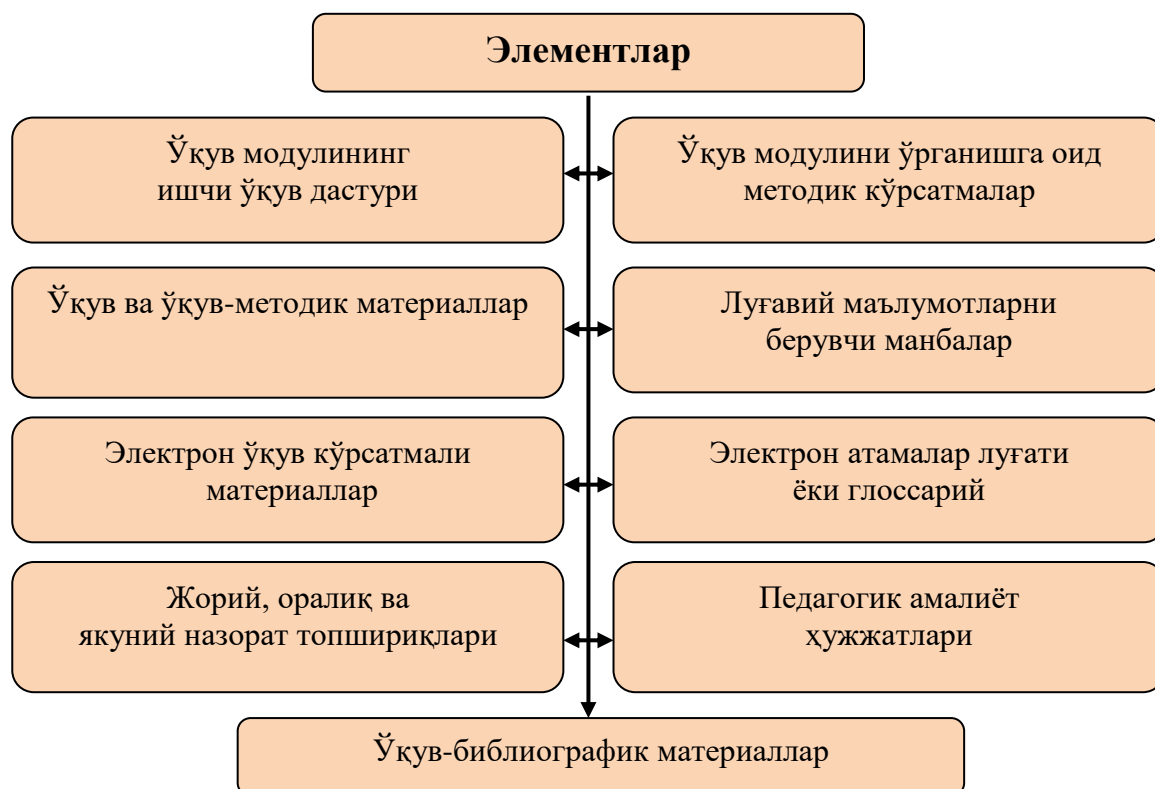 Элементлар
Ўқув модулининг
ишчи ўқув дастури
Ўқув модулини ўрганишга оид
методик кўрсатмалар
Ўқув ва ўқув-методик материаллар
Луғавий маълумотларни
берувчи манбалар
Электрон ўқув кўрсатмали
материаллар
Электрон атамалар луғати
ёки глоссарий
Жорий, оралиқ ва
якуний назорат топшириқлари
Педагогик амалиёт
ҳужжатлари
Ўқув-библиографик материаллар